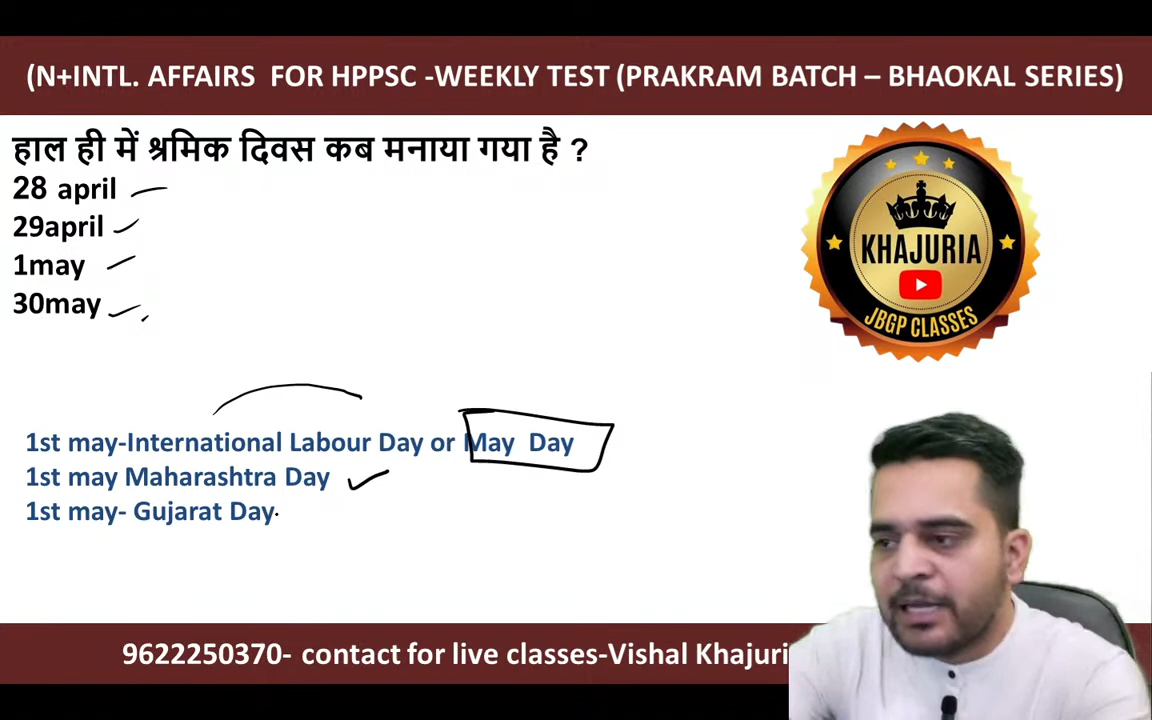 (N+INTL. AFFAIRS FOR HPPSC -WEEKLY TEST (PRAKRAM BATCH – BHAOKAL SERIES)
हाल ही में श्रमिक दिवस कब मनाया गया है ?
28 april
29april
1may
30may
KHAJURIA
JBGP CLASSES
1st may-International Labour Day or May Day
1st may Maharashtra Day
1st may- Gujarat Day
9622250370- contact for live classes-Vishal Khajuri